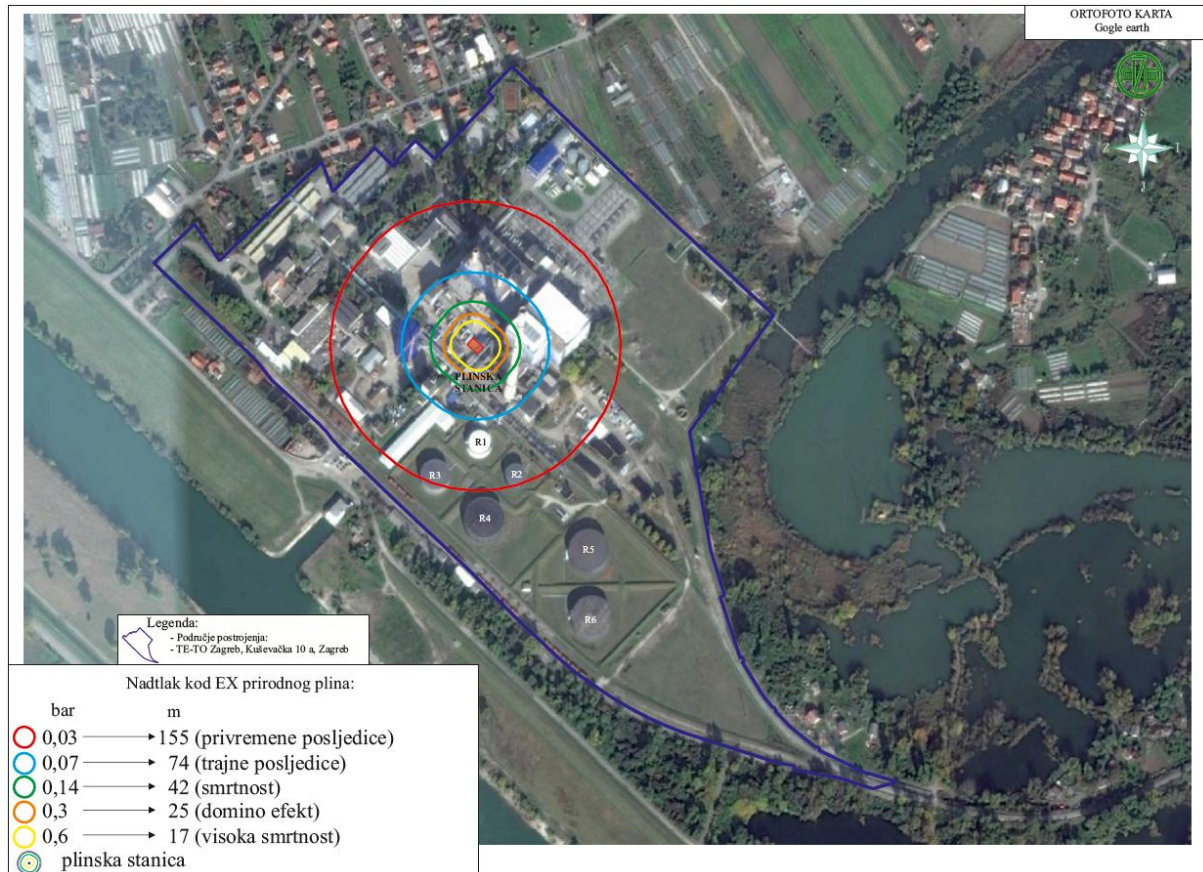 ORTOFOTO KARTA
Gogle earth
S
I
J
PLINSKA
STANICA
R1
R3
R2
R4
R5
R6
Legenda:
- Područje postrojenja:
- TE-TO Zagreb, Kuševačka 10 a, Zagreb
Nadtlak kod EX prirodnog plina:
bar m
0,03 155 (privremene posljedice)
0,07 74 (trajne posljedice)
0,14 42 (smrtnost)
0,3 25 (domino efekt)
0,6 17 (visoka smrtnost)
plinska stanica